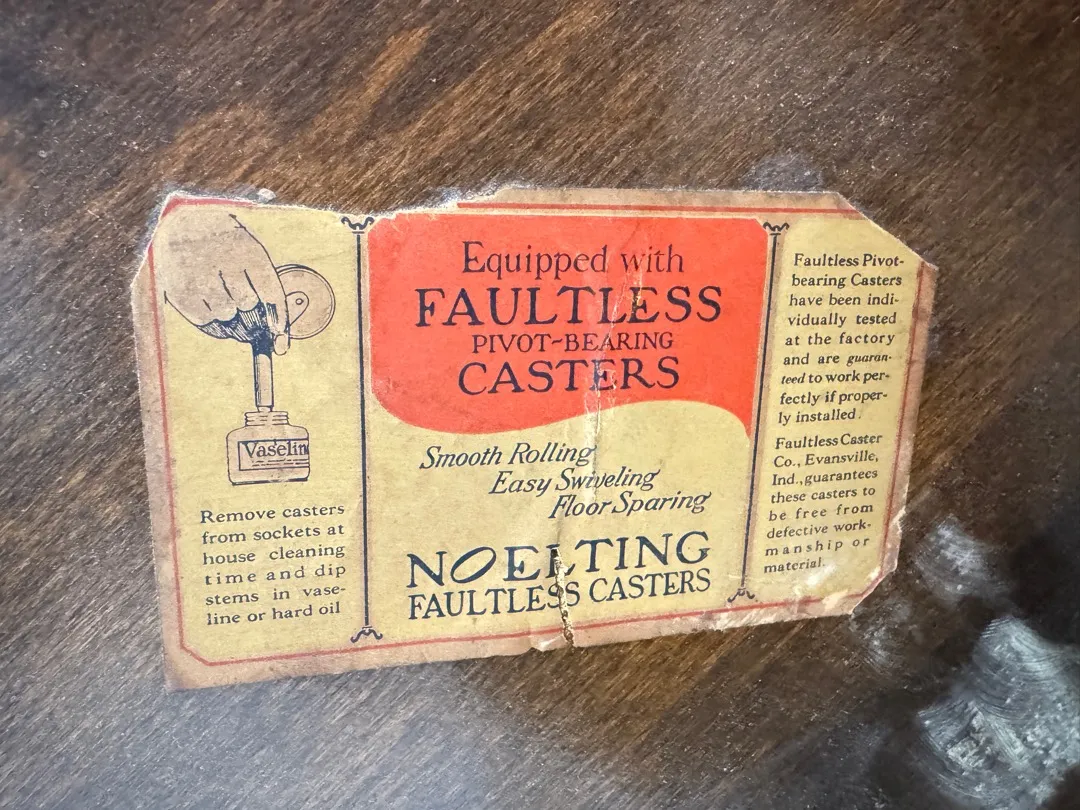 Vaselin
Remove casters
from sockets at
house cleaning
time and dip
stems in vase-
line or hard oil
Equipped with
FAULTLESS
PIVOT-BEARING
CASTERS
Smooth Rolling
Easy Swiveling
Floor Sparing
NOELTING
FAULTLESS CASTERS
Faultless Pivot-
bearing Casters
have been indi-
vidually tested
at the factory
and are guaran-
teed to work per-
fectly if proper-
ly installed.
Faultless Caster
Co., Evansville,
Ind., guarantees
these casters to
be free from
defective work-
manship or
material.